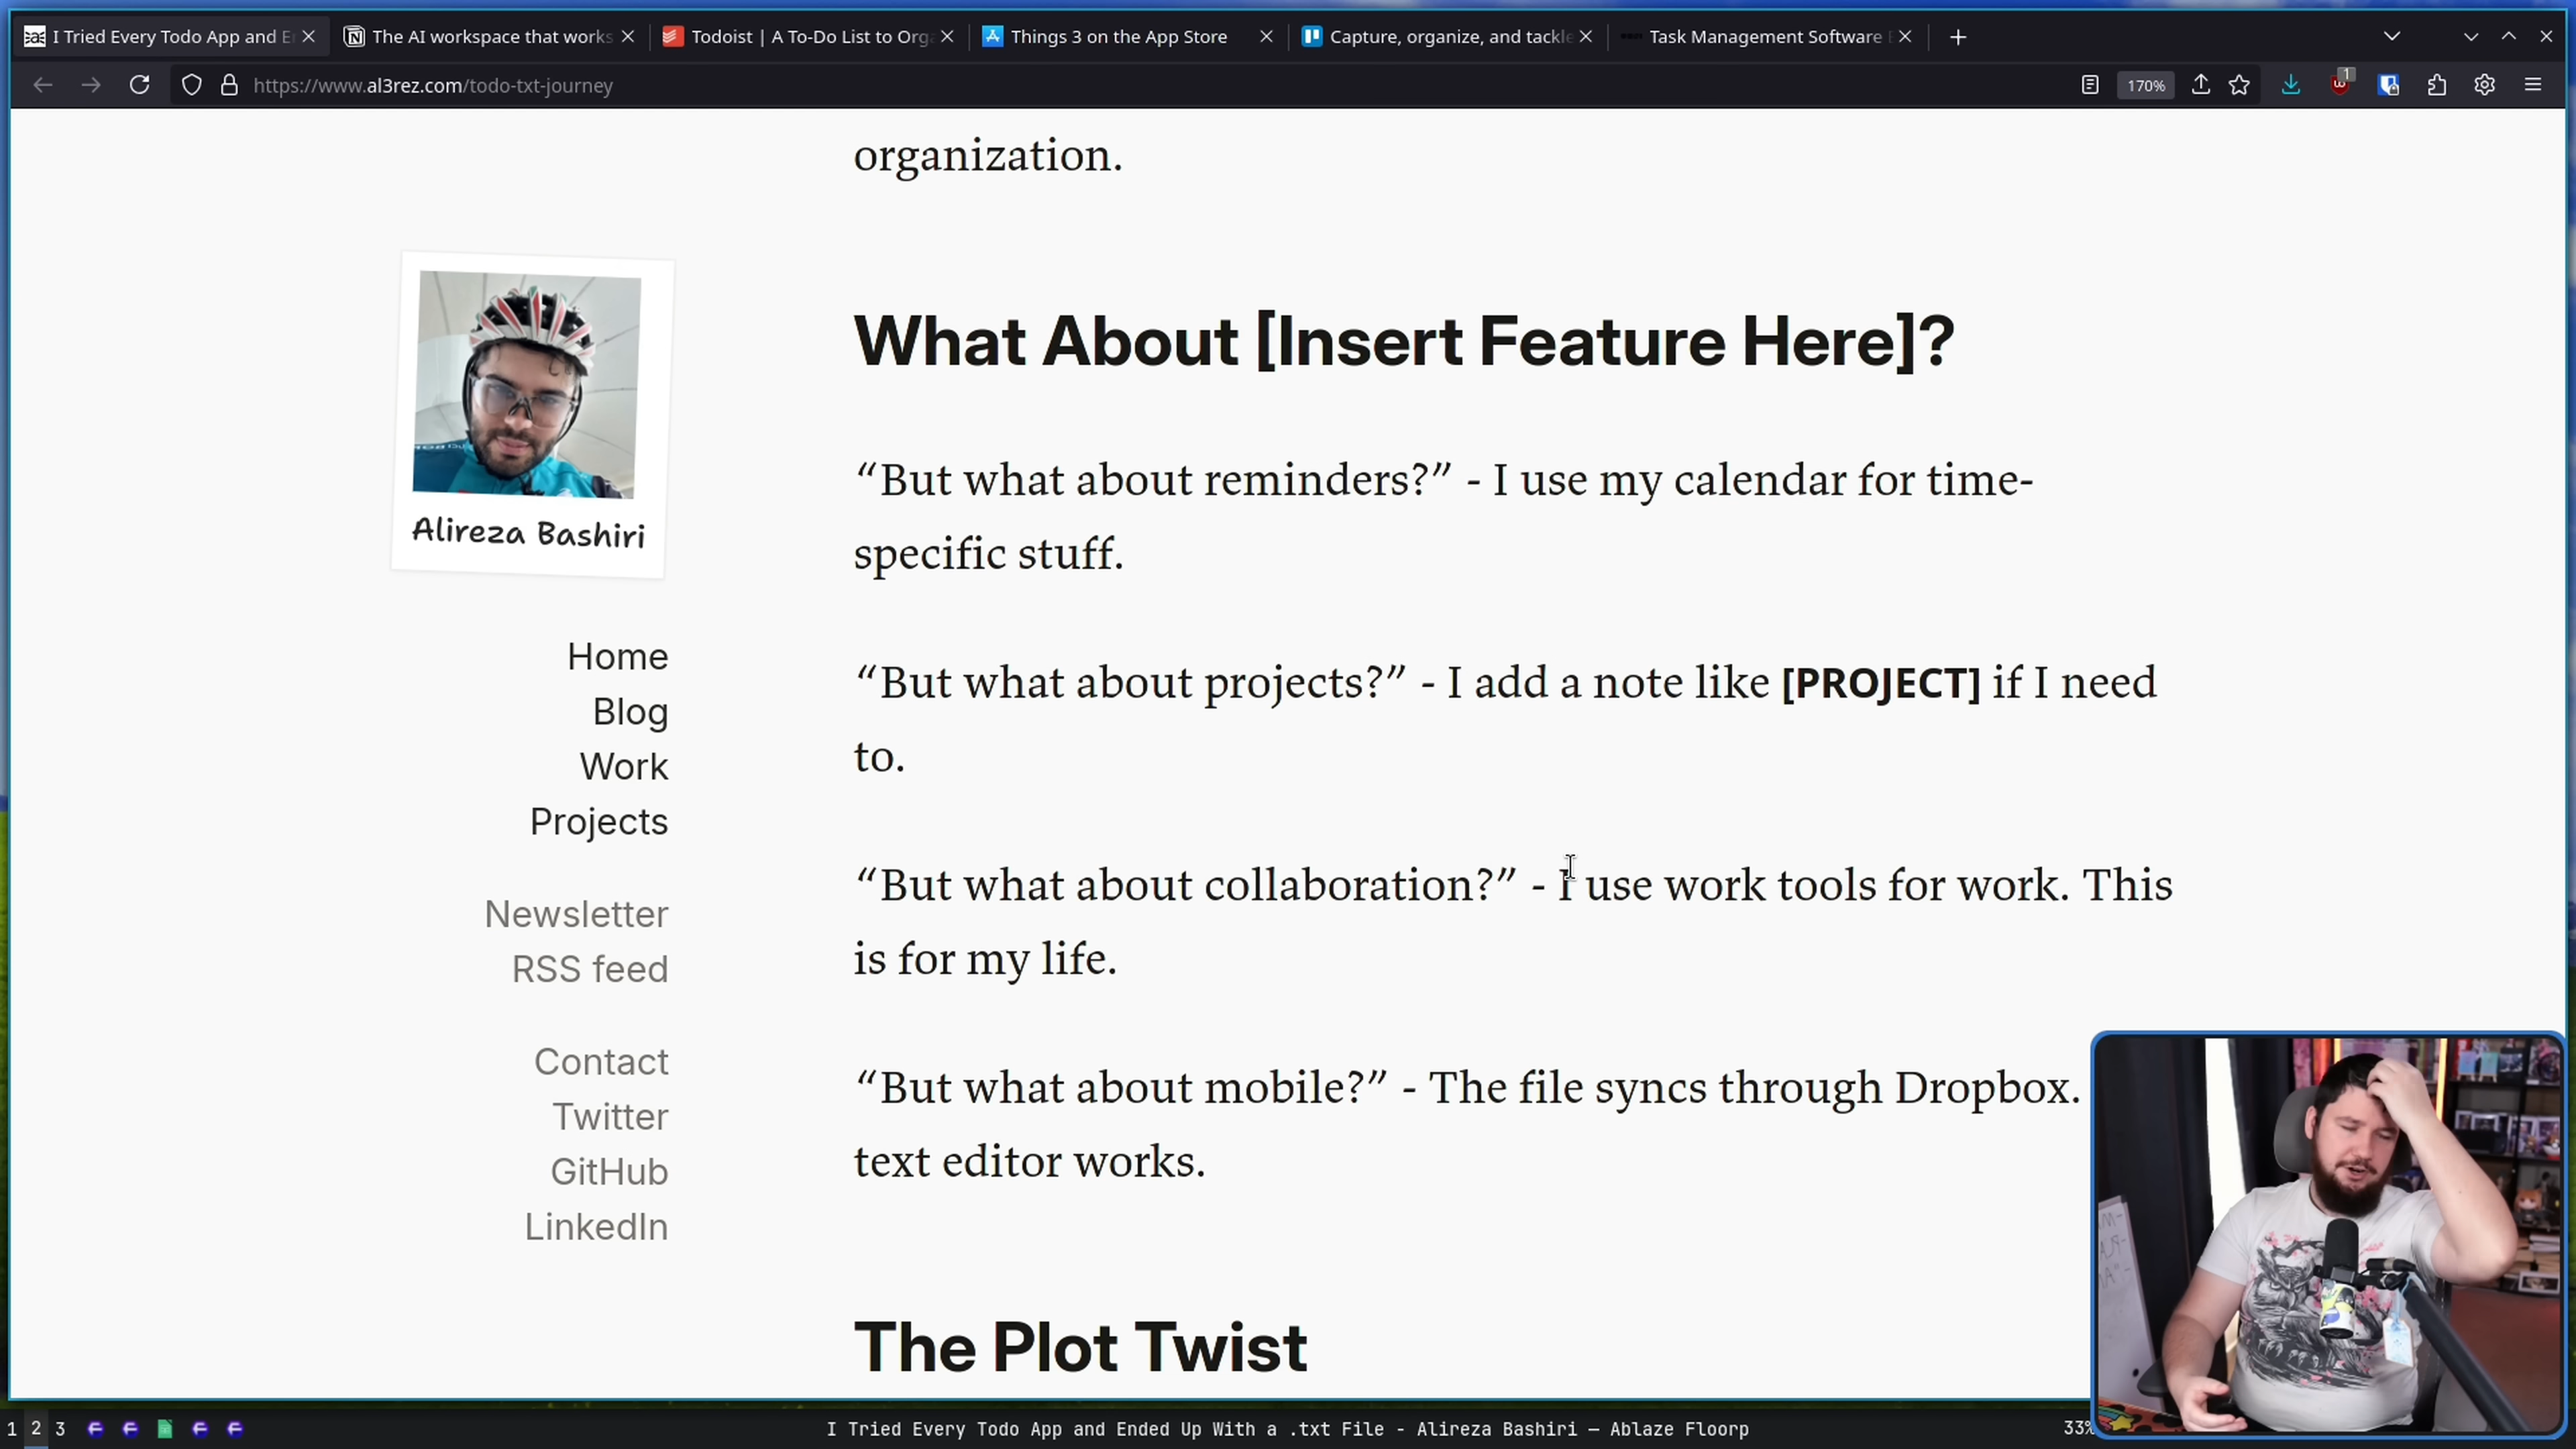 I Tried Every Todo App and E
The AI workspace that works
Todoist | A To-Do List to Orga
Things 3 on the App Store
Capture, organize, and tackle
Task Management Software
https://www.al3rez.com/todo-txt-journey
170%
1
organization.
Alireza Bashiri
Home
Blog
Work
Projects
Newsletter
RSS feed
Contact
Twitter
GitHub
LinkedIn
What About [Insert Feature Here]?
“But what about reminders?” - I use my calendar for time-
specific stuff.
“But what about projects?” - I add a note like [PROJECT] if I need
to.
“But what about collaboration?” - I use work tools for work. This
is for my life.
“But what about mobile?” - The file syncs through Dropbox.
text editor works.
The Plot Twist
1 2 3
I Tried Every Todo App and Ended Up With a .txt File - Alireza Bashiri — Ablaze Floorp
33%